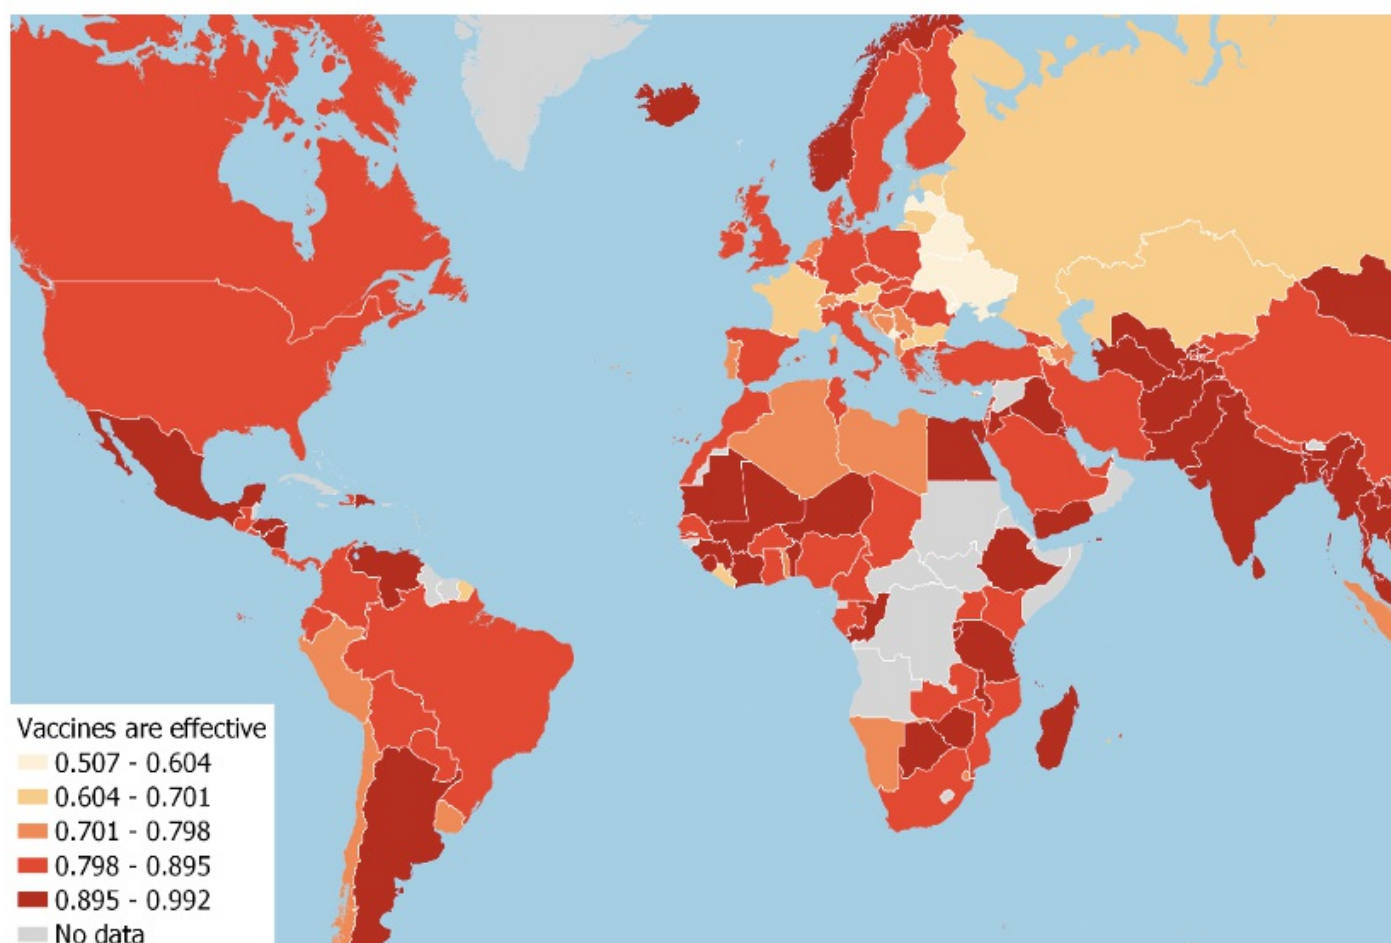 Vaccines are effective
0.507 - 0.604
0.604 - 0.701
0.701 - 0.798
0.798 - 0.895
0.895 - 0.992
No data